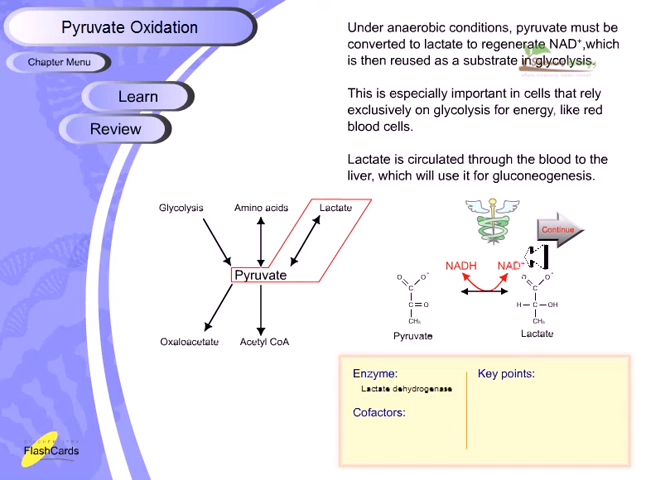 Pyruvate Oxidation
Chapter Menu
Learn
Review
Under anaerobic conditions, pyruvate must be
converted to lactate to regenerate NAD⁺,which
is then reused as a substrate in glycolysis.
This is especially important in cells that rely
exclusively on glycolysis for energy, like red
blood cells.
Lactate is circulated through the blood to the
liver, which will use it for gluconeogenesis.
Glycolysis
Amino acids
Lactate
Pyruvate
Oxaloacetate
Acetyl CoA
Continue
NADH
NAD⁺
O O⁻
C
C=O
CH₃
Pyruvate
O O⁻
C
H–C–OH
CH₃
Lactate
Enzyme:
Lactate dehydrogenase
Cofactors:
Key points:
FlashCards